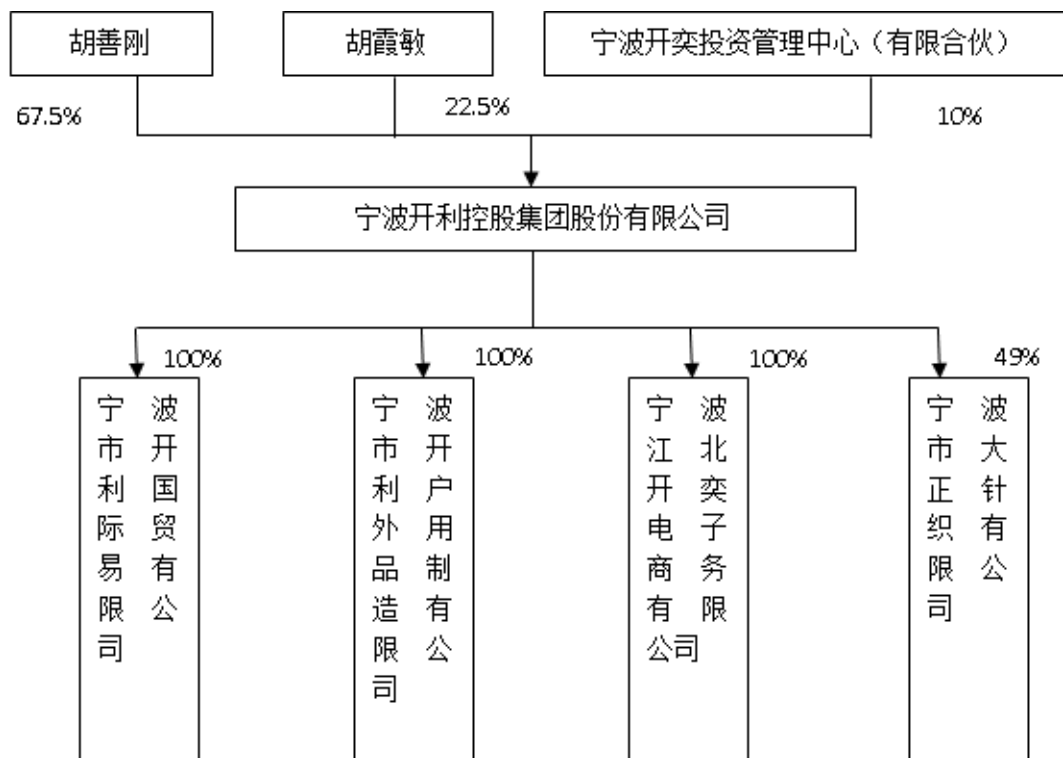 胡善刚
胡霞敏
宁波开奕投资管理中心（有限合伙）
67.5%
22.5%
10%
宁波开利控股集团股份有限公司
100%
100%
100%
49%
宁波
市开
利国
际贸
易有
限公
司
宁波
市开
利户
外用
品制
造有
限公
司
宁波
江北
开奕
电子
商务
有限
公司
宁波
市大
正针
织有
限公
司